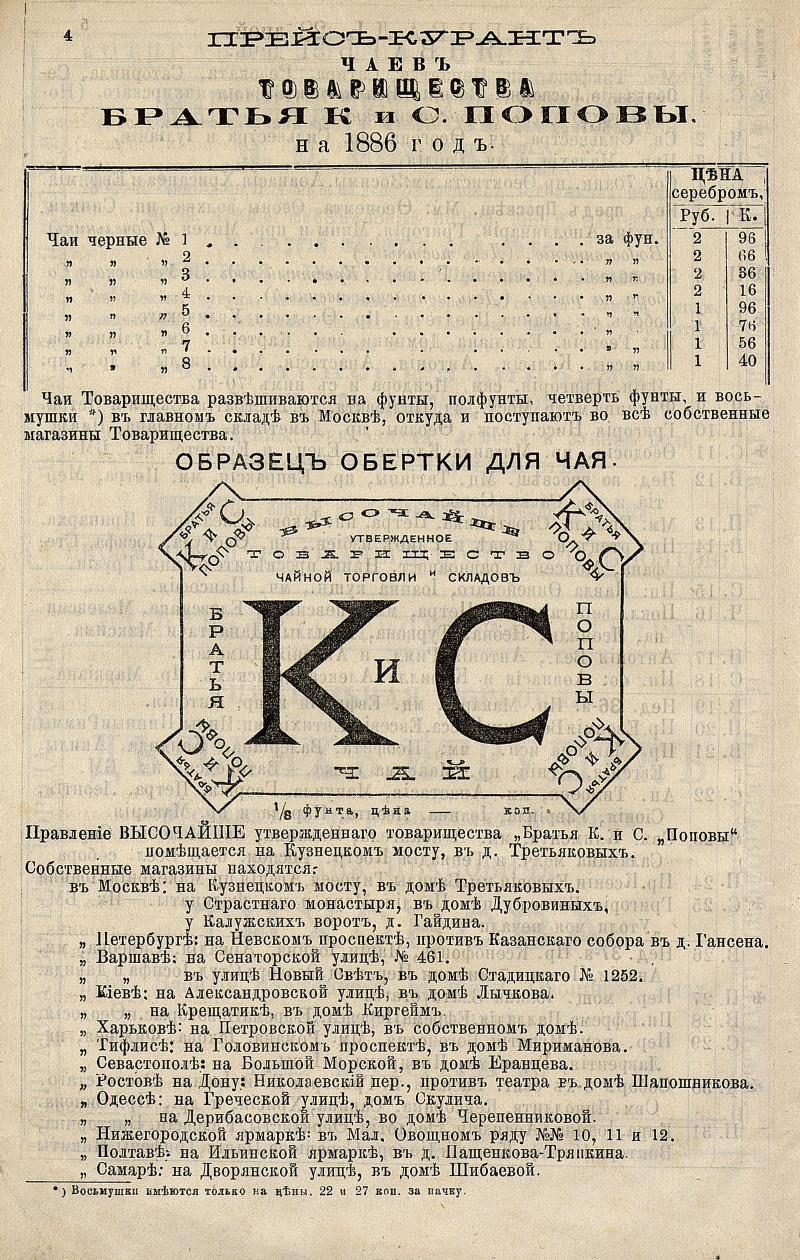 4
ПРЕЙСЪ-КУРАНТЪ
ЧАЕВЪ
ТОВАРИЩЕСТВА
БРАТЬЯ К и С. ПОПОВЫ.
на 1886 годъ.
ЦѢНА
серебромъ,
Руб. К.
Чаи черные № 1 . . . . . . . . . . . . . за фун. 2 96
„ „ „ 2 . . . . . . . . . . . . . „ „ 2 66
„ „ „ 3 . . . . . . . . . . . . . „ „ 2 36
„ „ „ 4 . . . . . . . . . . . . . „ „ 2 16
„ „ „ 5 . . . . . . . . . . . . . „ „ 1 96
„ „ „ 6 . . . . . . . . . . . . . „ „ 1 76
„ „ „ 7 . . . . . . . . . . . . . „ „ 1 56
„ „ „ 8 . . . . . . . . . . . . . „ „ 1 40
Чаи Товарищества развѣшиваются на фунты, полфунты, четверть фунты, и вось-
мушки *) въ главномъ складѣ въ Москвѣ, откуда и поступаютъ во всѣ собственные
магазины Товарищества.
ОБРАЗЕЦЪ ОБЕРТКИ ДЛЯ ЧАЯ.
БРАТЬЯ К и С ПОПОВЫ
БРАТЬЯ К и С ПОПОВЫ
ВЫСОЧАЙШЕ
УТВЕРЖДЕННОЕ
ТОВАРИЩЕСТВО
ЧАЙНОЙ ТОРГОВЛИ и СКЛАДОВЪ
БРАТЬЯ
К и С
ПОПОВЫ
ЧАЙ
БРАТЬЯ К и С ПОПОВЫ
БРАТЬЯ К и С ПОПОВЫ
1/8 фунта, цѣна — коп.
Правленіе ВЫСОЧАЙШЕ утвержденнаго товарищества „Братья К. и С. „Поповы“
помѣщается на Кузнецкомъ мосту, въ д. Третьяковыхъ.
Собственные магазины находятся:
въ Москвѣ: на Кузнецкомъ мосту, въ домѣ Третьяковыхъ.
у Страстнаго монастыря, въ домѣ Дубровиныхъ,
у Калужскихъ воротъ, д. Гайдина.
„ Петербургѣ: на Невскомъ проспектѣ, противъ Казанскаго собора въ д. Гансена.
„ Варшавѣ: на Сенаторской улицѣ, № 461.
„ „ въ улицѣ Новый Свѣтъ, въ домѣ Стадицкаго № 1252.
„ Кіевѣ: на Александровской улицѣ, въ домѣ Лычкова.
„ „ на Крещатикѣ, въ домѣ Киргеймъ.
„ Харьковѣ: на Петровской улицѣ, въ собственномъ домѣ.
„ Тифлисѣ: на Головинскомъ проспектѣ, въ домѣ Мириманова.
„ Севастополѣ: на Большой Морской, въ домѣ Еранцева.
„ Ростовѣ на Дону: Николаевскій пер., противъ театра въ домѣ Шапошникова.
„ Одессѣ: на Греческой улицѣ, домъ Скулича.
„ „ на Дерибасовской улицѣ, во домѣ Черепенниковой.
„ Нижегородской ярмаркѣ: въ Мал. Овощномъ ряду №№ 10, 11 и 12.
„ Полтавѣ: на Ильинской ярмаркѣ, въ д. Пащенкова-Тряпкина.
„ Самарѣ: на Дворянской улицѣ, въ домѣ Шибаевой.
*) Восьмушки имѣются только на цѣны, 22 и 27 коп. за пачку.